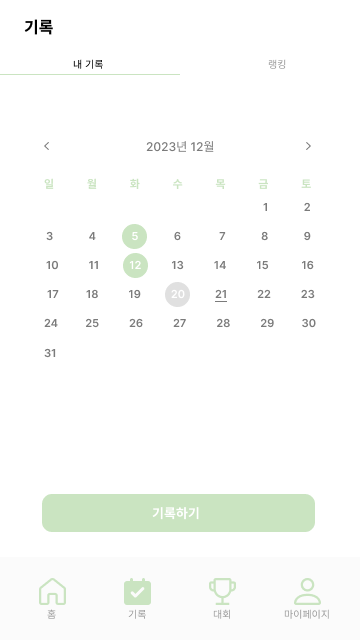 기록
내 기록 랭킹
2023년 12월
일 월 화 수 목 금 토
1 2
3 4 5 6 7 8 9
10 11 12 13 14 15 16
17 18 19 20 21 22 23
24 25 26 27 28 29 30
31
기록하기
홈 기록 대회 마이페이지